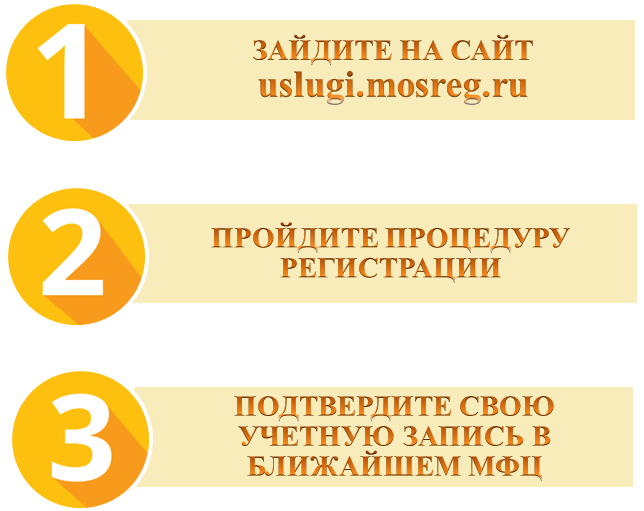 1
ЗАЙДИТЕ НА САЙТ
uslugi.mosreg.ru
2
ПРОЙДИТЕ ПРОЦЕДУРУ
РЕГИСТРАЦИИ
3
ПОДТВЕРДИТЕ СВОЮ
УЧЕТНУЮ ЗАПИСЬ В
БЛИЖАЙШЕМ МФЦ